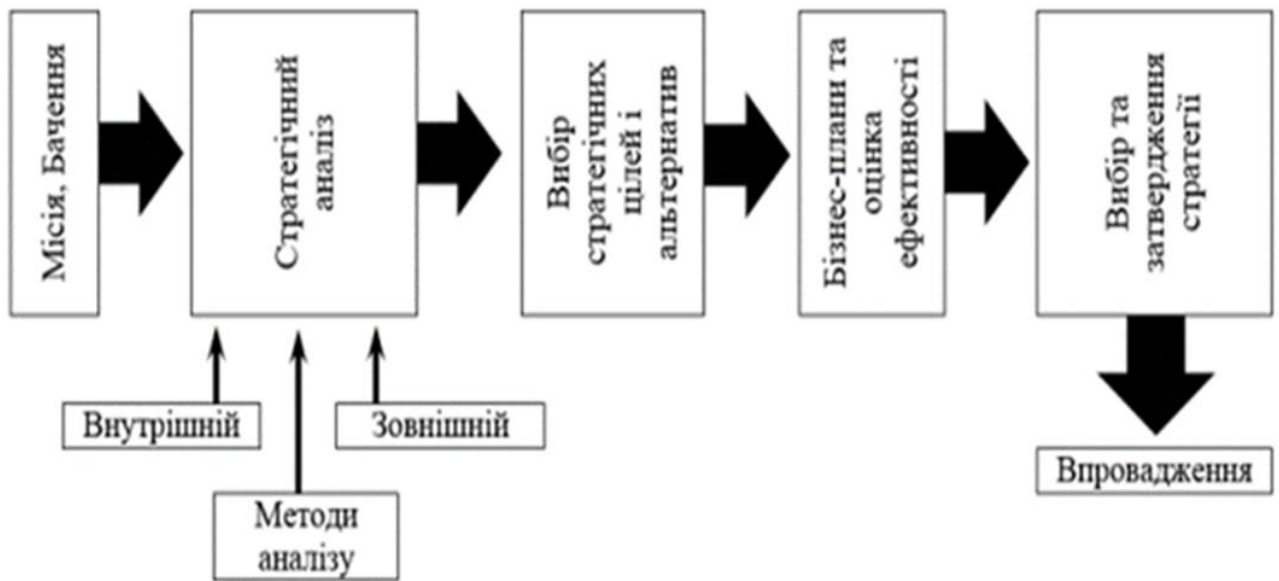 Місія, Бачення
Стратегічний
аналіз
Вибір
стратегічних
цілей і
альтернатив
Бізнес-плани та
оцінка
ефективності
Вибір та
затвердження
стратегії
Внутрішній
Зовнішній
Методи
аналізу
Впровадження